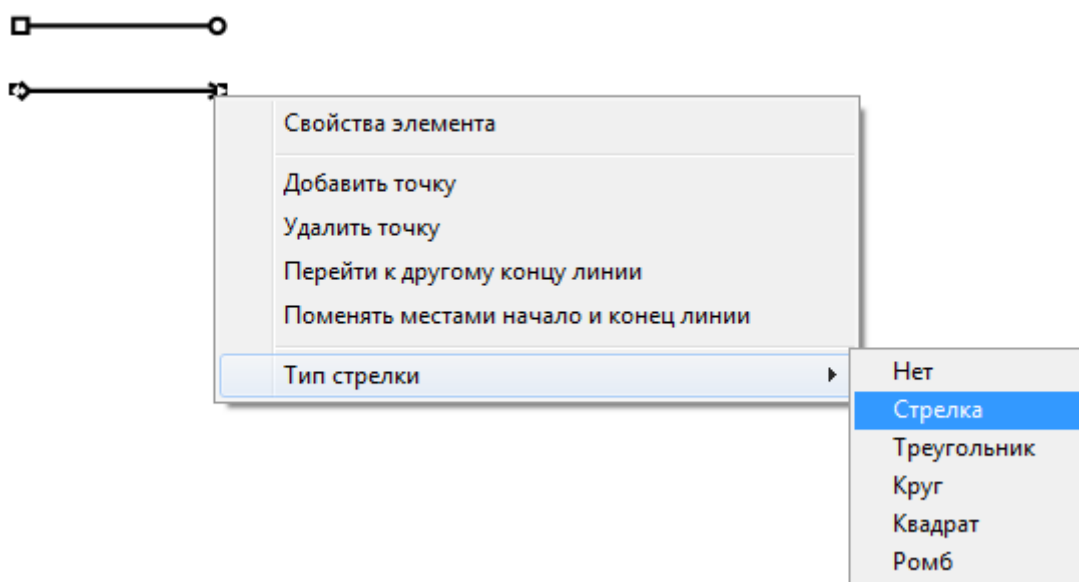 Свойства элемента
Добавить точку
Удалить точку
Перейти к другому концу линии
Поменять местами начало и конец линии
Тип стрелки
Нет
Стрелка
Треугольник
Круг
Квадрат
Ромб